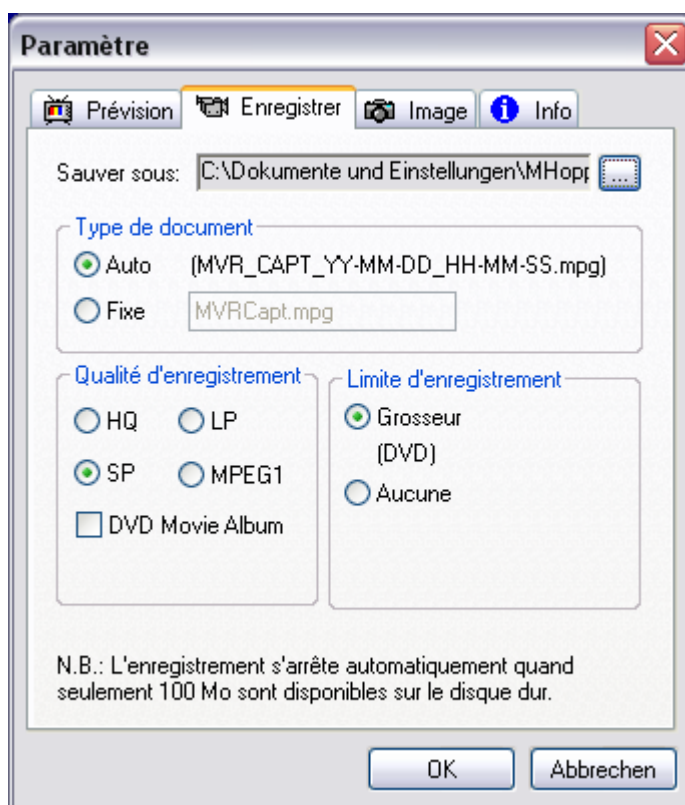 Paramètre
Prévision Enregistrer Image Info
Sauver sous: C:\Dokumente und Einstellungen\MHopp ...
Type de document
Auto (MVR_CAPT_YY-MM-DD_HH-MM-SS.mpg)
Fixe MVRCapt.mpg
Qualité d'enregistrement
HQ LP
SP MPEG1
DVD Movie Album
Limite d'enregistrement
Grosseur
(DVD)
Aucune
N.B.: L'enregistrement s'arrête automatiquement quand
seulement 100 Mo sont disponibles sur le disque dur.
OK Abbrechen